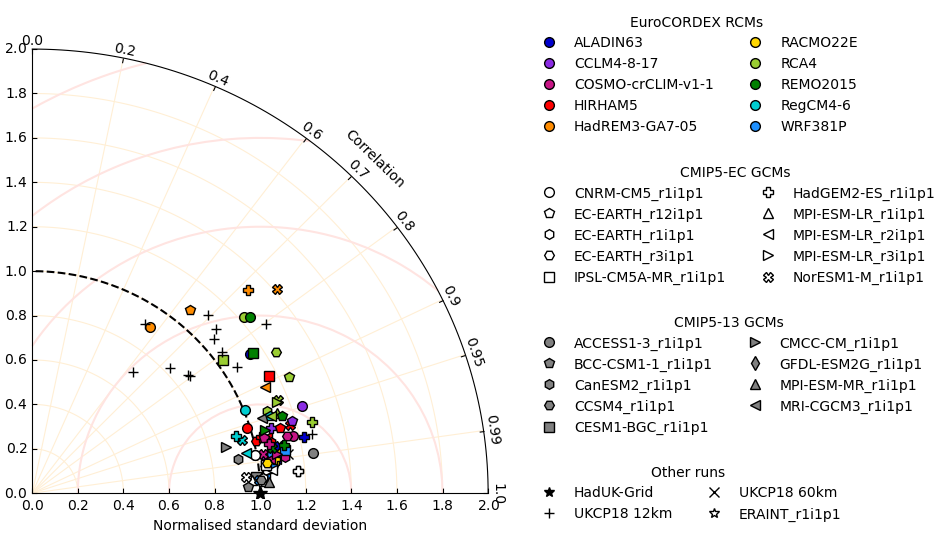 EuroCORDEX RCMs
ALADIN63 RACMO22E
CCLM4-8-17 RCA4
COSMO-crCLIM-v1-1 REMO2015
HIRHAM5 RegCM4-6
HadREM3-GA7-05 WRF381P
CMIP5-EC GCMs
CNRM-CM5_r1i1p1 HadGEM2-ES_r1i1p1
EC-EARTH_r12i1p1 MPI-ESM-LR_r1i1p1
EC-EARTH_r1i1p1 MPI-ESM-LR_r2i1p1
EC-EARTH_r3i1p1 MPI-ESM-LR_r3i1p1
IPSL-CM5A-MR_r1i1p1 NorESM1-M_r1i1p1
CMIP5-13 GCMs
ACCESS1-3_r1i1p1 CMCC-CM_r1i1p1
BCC-CSM1-1_r1i1p1 GFDL-ESM2G_r1i1p1
CanESM2_r1i1p1 MPI-ESM-MR_r1i1p1
CCSM4_r1i1p1 MRI-CGCM3_r1i1p1
CESM1-BGC_r1i1p1
Other runs
HadUK-Grid UKCP18 60km
UKCP18 12km ERAINT_r1i1p1
0.0
0.2
0.4
0.6
0.7
0.8
0.9
0.95
0.99
1.0
Correlation
2.0
1.8
1.6
1.4
1.2
1.0
0.8
0.6
0.4
0.2
0.0
0.0 0.2 0.4 0.6 0.8 1.0 1.2 1.4 1.6 1.8 2.0
Normalised standard deviation